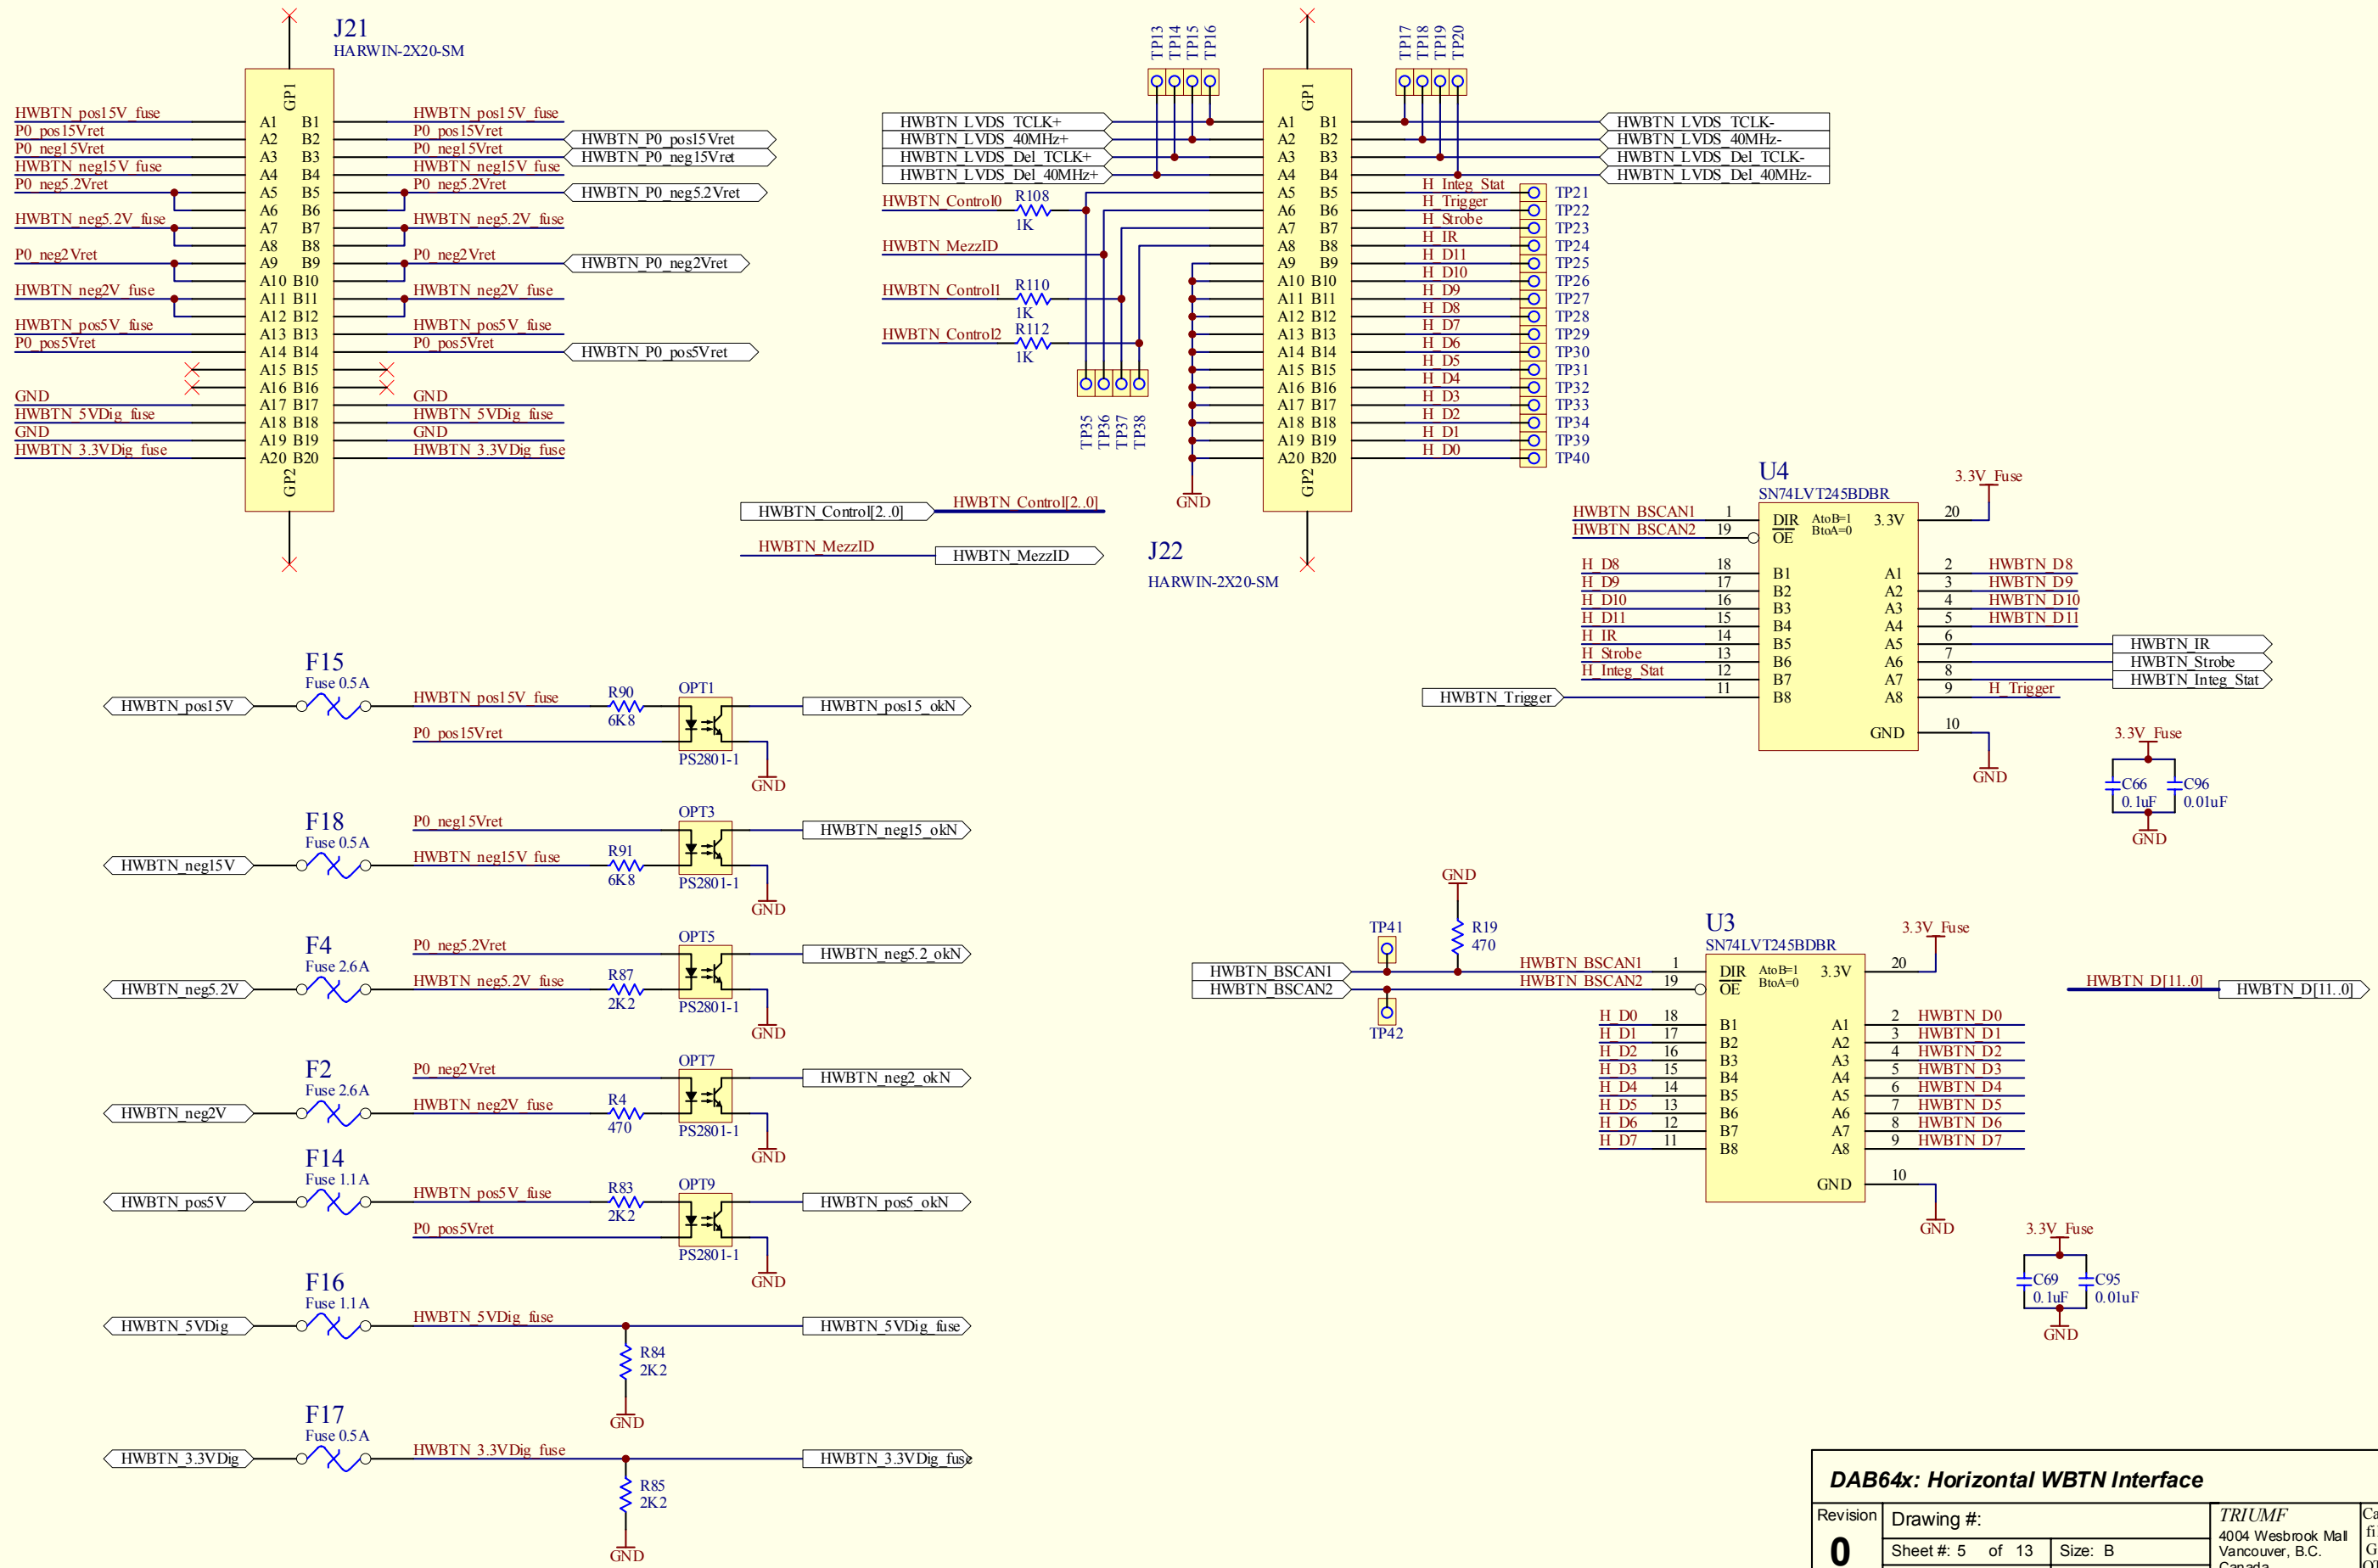 J21
HARWIN-2X20-SM
GP1
HWBTN_pos15V_fuse A1 B1 HWBTN_pos15V_fuse
P0_pos15Vret A2 B2 P0_pos15Vret HWBTN_P0_pos15Vret
P0_neg15Vret A3 B3 P0_neg15Vret HWBTN_P0_neg15Vret
HWBTN_neg15V_fuse A4 B4 HWBTN_neg15V_fuse
P0_neg5.2Vret A5 B5 P0_neg5.2Vret HWBTN_P0_neg5.2Vret
A6 B6
HWBTN_neg5.2V_fuse A7 B7 HWBTN_neg5.2V_fuse
A8 B8
P0_neg2Vret A9 B9 P0_neg2Vret HWBTN_P0_neg2Vret
A10 B10
HWBTN_neg2V_fuse A11 B11 HWBTN_neg2V_fuse
A12 B12
HWBTN_pos5V_fuse A13 B13 HWBTN_pos5V_fuse
P0_pos5Vret A14 B14 P0_pos5Vret HWBTN_P0_pos5Vret
A15 B15
A16 B16
GND A17 B17 GND
HWBTN_5VDig_fuse A18 B18 HWBTN_5VDig_fuse
GND A19 B19 GND
HWBTN_3.3VDig_fuse A20 B20 HWBTN_3.3VDig_fuse
GP2
TP13 TP14 TP15 TP16 TP17 TP18 TP19 TP20
GP1
HWBTN_LVDS_TCLK+ A1 B1 HWBTN_LVDS_TCLK-
HWBTN_LVDS_40MHz+ A2 B2 HWBTN_LVDS_40MHz-
HWBTN_LVDS_Del_TCLK+ A3 B3 HWBTN_LVDS_Del_TCLK-
HWBTN_LVDS_Del_40MHz+ A4 B4 HWBTN_LVDS_Del_40MHz-
A5 B5 H_Integ_Stat TP21
HWBTN_Control0 R108 1K A6 B6 H_Trigger TP22
A7 B7 H_Strobe TP23
HWBTN_MezzID A8 B8 H_IR TP24
A9 B9 H_D11 TP25
A10 B10 H_D10 TP26
HWBTN_Control1 R110 1K A11 B11 H_D9 TP27
A12 B12 H_D8 TP28
HWBTN_Control2 R112 1K A13 B13 H_D7 TP29
A14 B14 H_D6 TP30
A15 B15 H_D5 TP31
A16 B16 H_D4 TP32
A17 B17 H_D3 TP33
A18 B18 H_D2 TP34
A19 B19 H_D1 TP39
A20 B20 H_D0 TP40
TP35 TP36 TP37 TP38
GND
GP2
HWBTN_Control[2..0] HWBTN_Control[2..0]
HWBTN_MezzID HWBTN_MezzID
J22
HARWIN-2X20-SM
U4
SN74LVT245BDBR
3.3V_Fuse
HWBTN_BSCAN1 1 DIR AtoB=1 3.3V 20
HWBTN_BSCAN2 19 OE BtoA=0
H_D8 18 B1 A1 2 HWBTN_D8
H_D9 17 B2 A2 3 HWBTN_D9
H_D10 16 B3 A3 4 HWBTN_D10
H_D11 15 B4 A4 5 HWBTN_D11
H_IR 14 B5 A5 6 HWBTN_IR
H_Strobe 13 B6 A6 7 HWBTN_Strobe
H_Integ_Stat 12 B7 A7 8 HWBTN_Integ_Stat
HWBTN_Trigger 11 B8 A8 9 H_Trigger
GND 10
GND
3.3V_Fuse
C66 C96
0.1uF 0.01uF
GND
F15
Fuse 0.5A
HWBTN_pos15V HWBTN_pos15V_fuse R90 6K8 OPT1 HWBTN_pos15_okN
P0_pos15Vret
PS2801-1
GND
F18
Fuse 0.5A
OPT3
P0_neg15Vret HWBTN_neg15_okN
HWBTN_neg15V HWBTN_neg15V_fuse R91 6K8
PS2801-1
GND
F4
Fuse 2.6A
OPT5
P0_neg5.2Vret HWBTN_neg5.2_okN
HWBTN_neg5.2V HWBTN_neg5.2V_fuse R87 2K2
PS2801-1
GND
F2
Fuse 2.6A
OPT7
P0_neg2Vret HWBTN_neg2_okN
HWBTN_neg2V HWBTN_neg2V_fuse R4 470
PS2801-1
GND
F14
Fuse 1.1A
OPT9
HWBTN_pos5V HWBTN_pos5V_fuse R83 2K2 HWBTN_pos5_okN
P0_pos5Vret
PS2801-1
GND
F16
Fuse 1.1A
HWBTN_5VDig HWBTN_5VDig_fuse HWBTN_5VDig_fuse
R84
2K2
GND
F17
Fuse 0.5A
HWBTN_3.3VDig HWBTN_3.3VDig_fuse HWBTN_3.3VDig_fuse
R85
2K2
GND
GND
TP41
R19
470
TP42
U3
SN74LVT245BDBR
3.3V_Fuse
HWBTN_BSCAN1 HWBTN_BSCAN1 1 DIR AtoB=1 3.3V 20
HWBTN_BSCAN2 HWBTN_BSCAN2 19 OE BtoA=0
HWBTN_D[11..0] HWBTN_D[11..0]
H_D0 18 B1 A1 2 HWBTN_D0
H_D1 17 B2 A2 3 HWBTN_D1
H_D2 16 B3 A3 4 HWBTN_D2
H_D3 15 B4 A4 5 HWBTN_D3
H_D4 14 B5 A5 6 HWBTN_D4
H_D5 13 B6 A6 7 HWBTN_D5
H_D6 12 B7 A7 8 HWBTN_D6
H_D7 11 B8 A8 9 HWBTN_D7
GND 10
GND
3.3V_Fuse
C69 C95
0.1uF 0.01uF
GND
DAB64x: Horizontal WBTN Interface
Revision
0
Drawing #:
Sheet #: 5 of 13 Size: B
TRIUMF
4004 Wesbrook Mall
Vancouver, B.C.
Canada